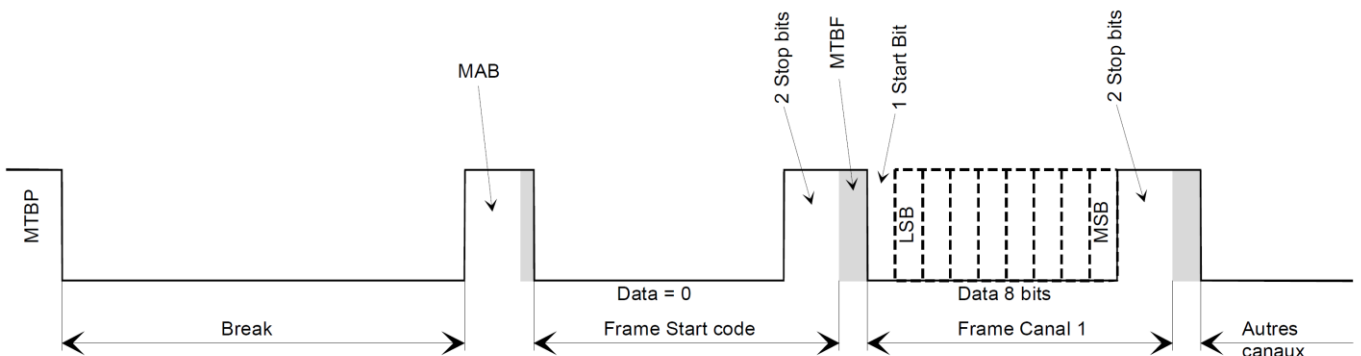 2 Stop bits
MTBF
1 Start Bit
2 Stop bits
MAB
MTBP
LSB
MSB
Data = 0
Data 8 bits
Break
Frame Start code
Frame Canal 1
Autres
canaux